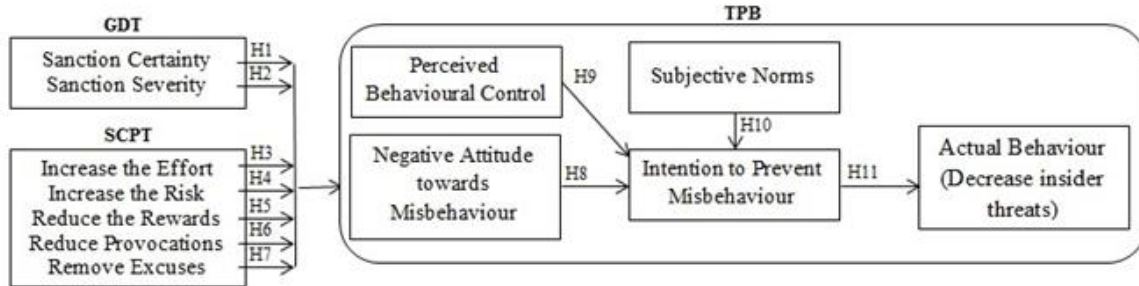 GDT
Sanction Certainty
Sanction Severity
H1
H2
SCPT
Increase the Effort
Increase the Risk
Reduce the Rewards
Reduce Provocations
Remove Excuses
H3
H4
H5
H6
H7
TPB
Perceived
Behavioural Control
H9
Subjective Norms
H10
Negative Attitude
towards
Misbehaviour
H8
Intention to Prevent
Misbehaviour
H11
Actual Behaviour
(Decrease insider
threats)